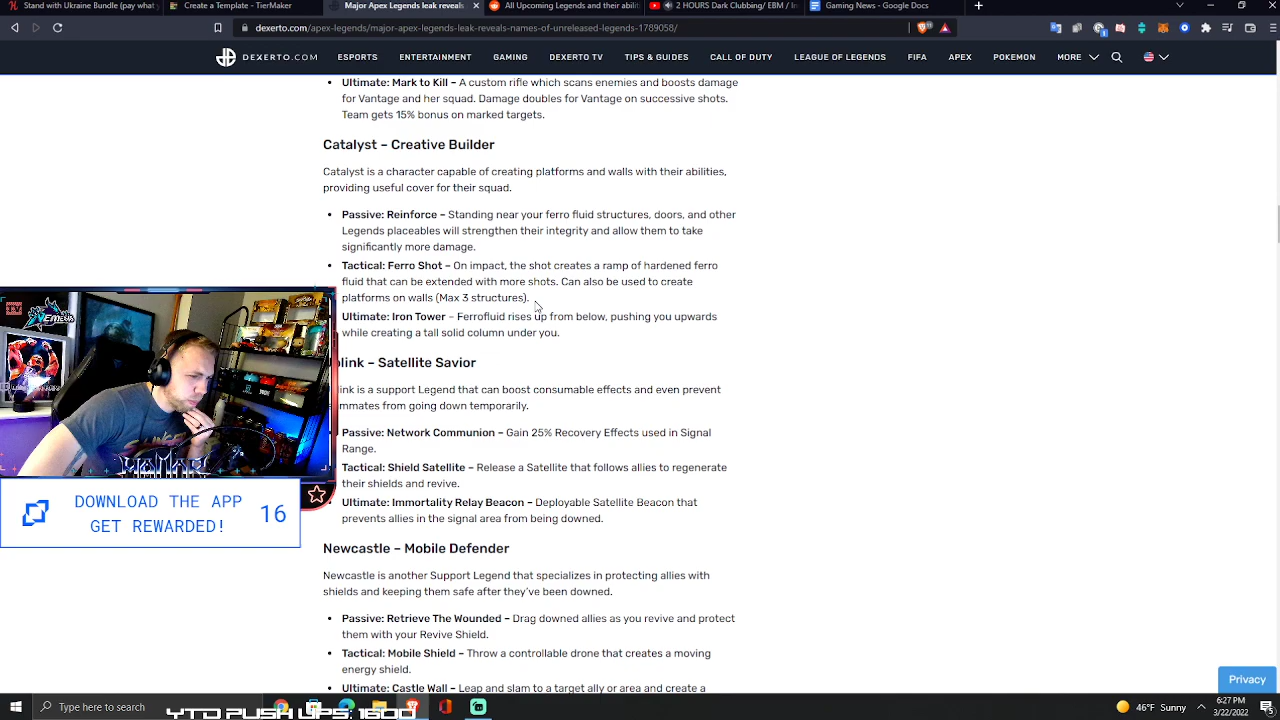 Stand with Ukraine Bundle (pay what
Create a Template - TierMaker
Major Apex Legends leak reveals
All Upcoming Legends and their abilit
2 HOURS Dark Clubbing/ EBM / In
Gaming News - Google Docs
dexerto.com/apex-legends/major-apex-legends-leak-reveals-names-of-unreleased-legends-1789058/
DEXERTO.COM ESPORTS ENTERTAINMENT GAMING DEXERTO TV TIPS & GUIDES CALL OF DUTY LEAGUE OF LEGENDS FIFA APEX POKEMON MORE
Ultimate: Mark to Kill – A custom rifle which scans enemies and boosts damage
for Vantage and her squad. Damage doubles for Vantage on successive shots.
Team gets 15% bonus on marked targets.
Catalyst – Creative Builder
Catalyst is a character capable of creating platforms and walls with their abilities,
providing useful cover for their squad.
Passive: Reinforce – Standing near your ferro fluid structures, doors, and other
Legends placeables will strengthen their integrity and allow them to take
significantly more damage.
Tactical: Ferro Shot – On impact, the shot creates a ramp of hardened ferro
fluid that can be extended with more shots. Can also be used to create
platforms on walls (Max 3 structures).
Ultimate: Iron Tower – Ferrofluid rises up from below, pushing you upwards
while creating a tall solid column under you.
plink – Satellite Savior
link is a support Legend that can boost consumable effects and even prevent
mmates from going down temporarily.
Passive: Network Communion – Gain 25% Recovery Effects used in Signal
Range.
Tactical: Shield Satellite – Release a Satellite that follows allies to regenerate
their shields and revive.
Ultimate: Immortality Relay Beacon – Deployable Satellite Beacon that
prevents allies in the signal area from being downed.
DOWNLOAD THE APP
GET REWARDED!
16
Newcastle – Mobile Defender
Newcastle is another Support Legend that specializes in protecting allies with
shields and keeping them safe after they've been downed.
Passive: Retrieve The Wounded – Drag downed allies as you revive and protect
them with your Revive Shield.
Tactical: Mobile Shield – Throw a controllable drone that creates a moving
energy shield.
Ultimate: Castle Wall – Leap and slam to a target ally or area and create a
Privacy
Type here to search
YTD PUSH UPS: 1600
46°F Sunny
6:27 PM
3/22/2022